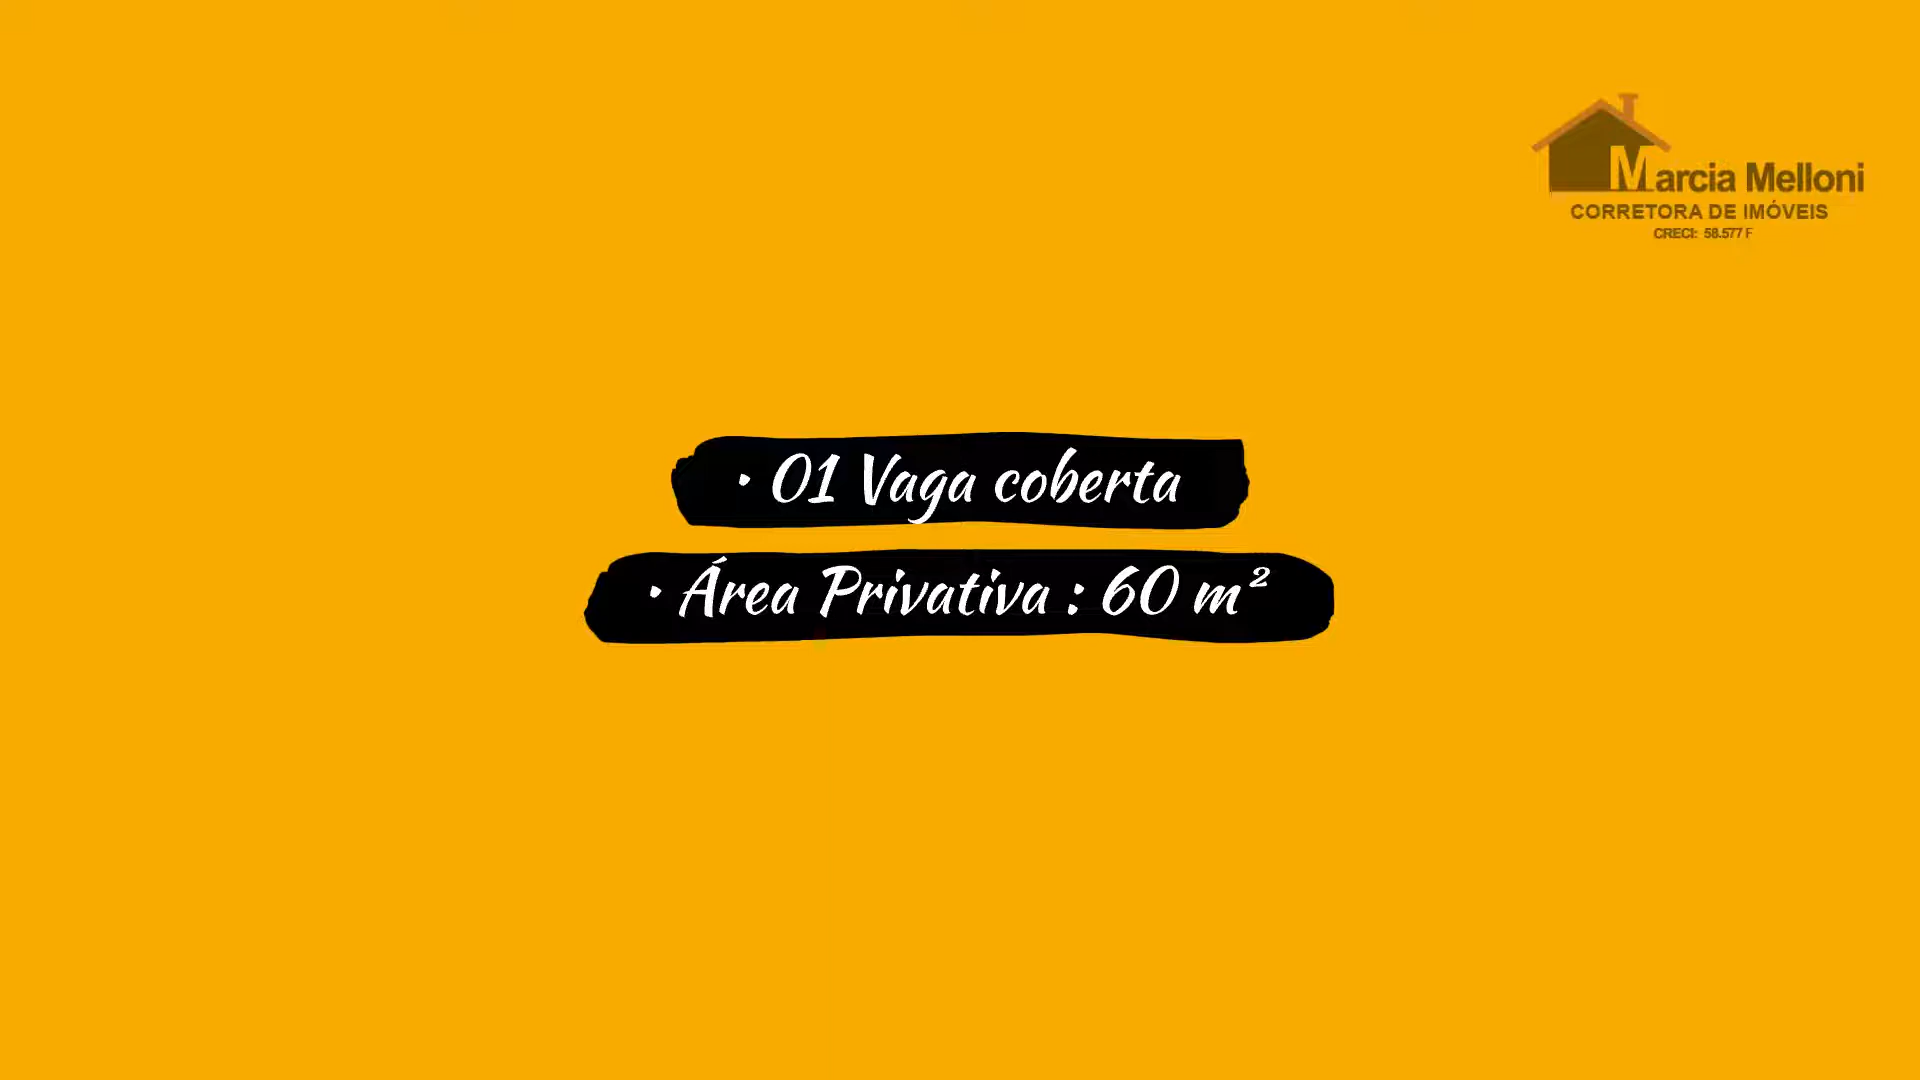 Marcia Melloni
CORRETORA DE IMÓVEIS
CRECI: 58.577 F
• 01 Vaga coberta
• Área Privativa : 60 m²